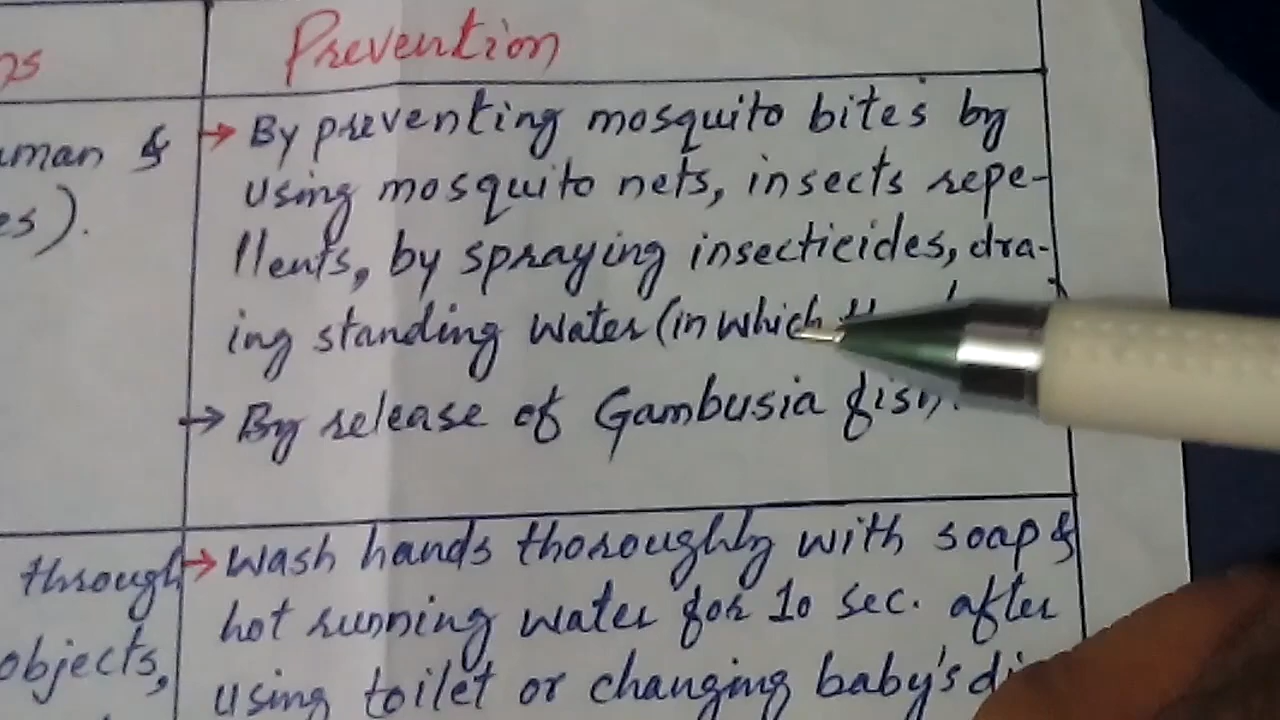 Prevention
uman &
es).
→ By preventing mosquito bites by
using mosquito nets, insects repe-
llents, by spraying insecticides, dra-
ing standing water (in which
→ By release of Gambusia fish.
through
objects,
→ Wash hands thoroughly with soap &
hot running water for 10 sec. after
using toilet or changing baby's